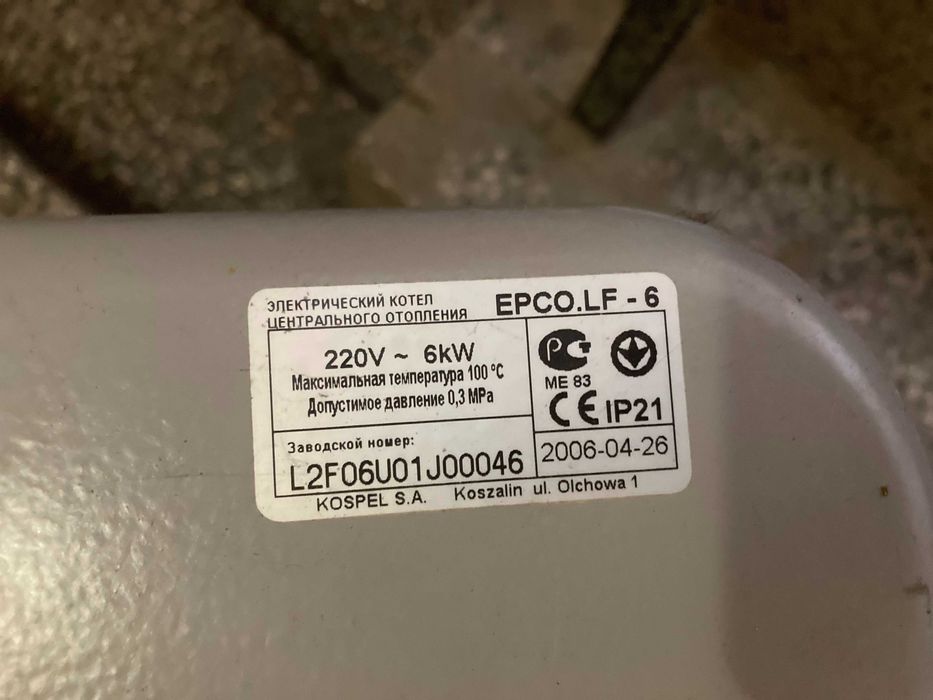 ЭЛЕКТРИЧЕСКИЙ КОТЕЛ
ЦЕНТРАЛЬНОГО ОТОПЛЕНИЯ
EPCO.LF - 6
220V ~ 6kW
Максимальная температура 100 °C
Допустимое давление 0,3 MPa
РСТ
ME 83
CE IP21
Заводской номер:
L2F06U01J00046
2006-04-26
KOSPEL S.A. Koszalin ul. Olchowa 1